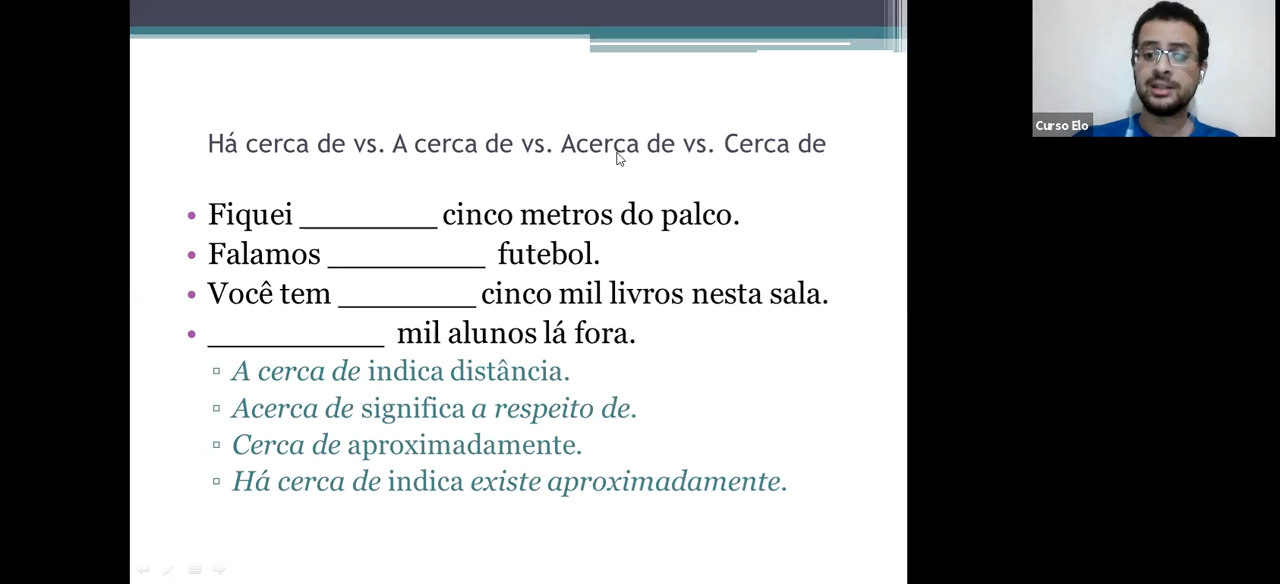 Há cerca de vs. A cerca de vs. Acerca de vs. Cerca de
• Fiquei _________ cinco metros do palco.
• Falamos __________ futebol.
• Você tem _________ cinco mil livros nesta sala.
• ___________ mil alunos lá fora.
▫ A cerca de indica distância.
▫ Acerca de significa a respeito de.
▫ Cerca de aproximadamente.
▫ Há cerca de indica existe aproximadamente.
Curso Elo